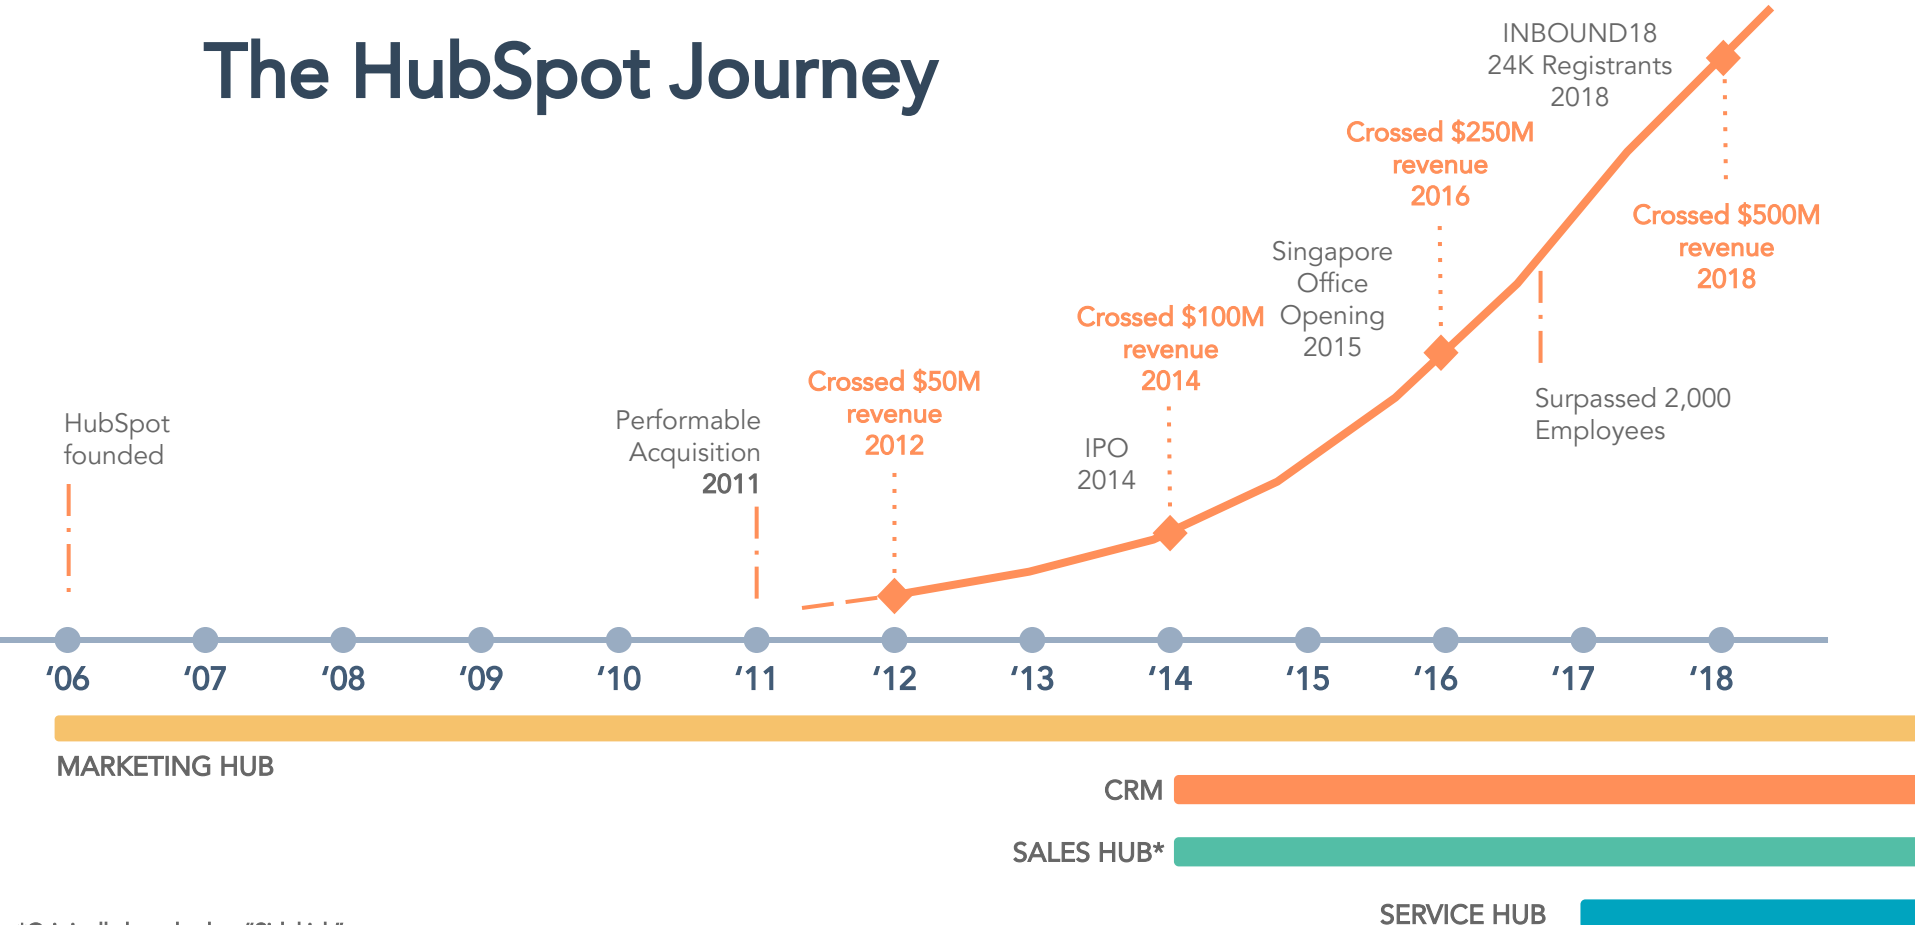 The HubSpot Journey
INBOUND18
24K Registrants
2018
Crossed $250M
revenue
2016
Crossed $500M
revenue
2018
Singapore
Office
Opening
2015
Crossed $100M
revenue
2014
Crossed $50M
revenue
2012
Surpassed 2,000
Employees
HubSpot
founded
Performable
Acquisition
2011
IPO
2014
‘06 ‘07 ‘08 ‘09 ‘10 ‘11 ‘12 ‘13 ‘14 ‘15 ‘16 ‘17 ‘18
MARKETING HUB
CRM
SALES HUB*
SERVICE HUB